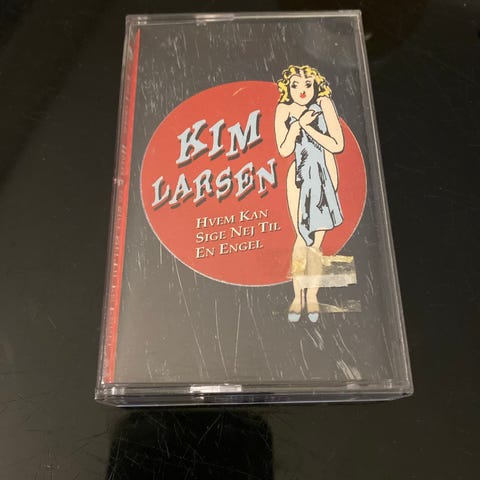 KIM
LARSEN
HVEM KAN
SIGE NEJ TIL
EN ENGEL